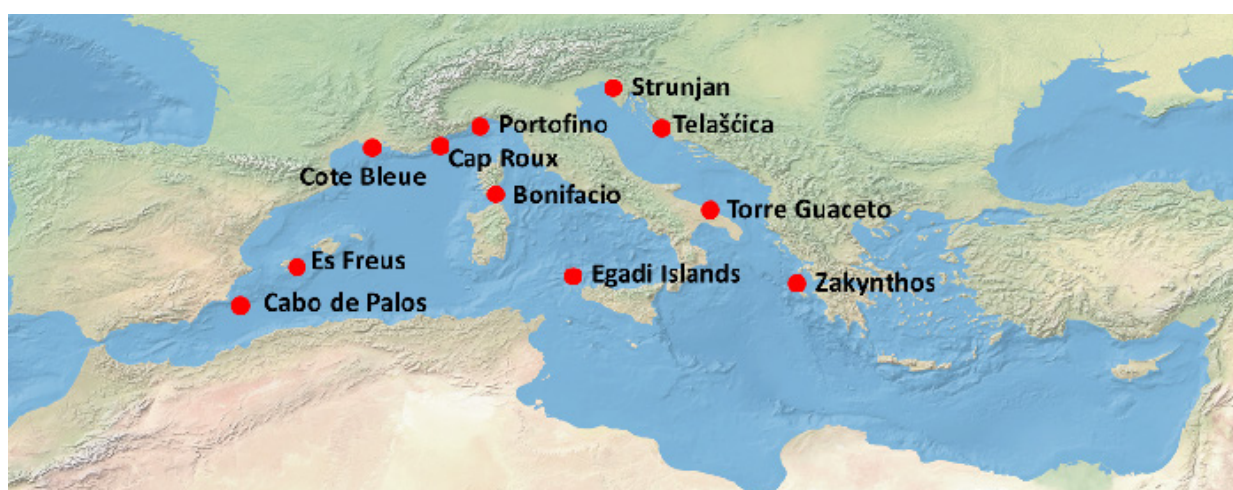 Strunjan
Portofino
Telašćica
Cap Roux
Cote Bleue
Bonifacio
Torre Guaceto
Es Freus
Egadi Islands
Zakynthos
Cabo de Palos